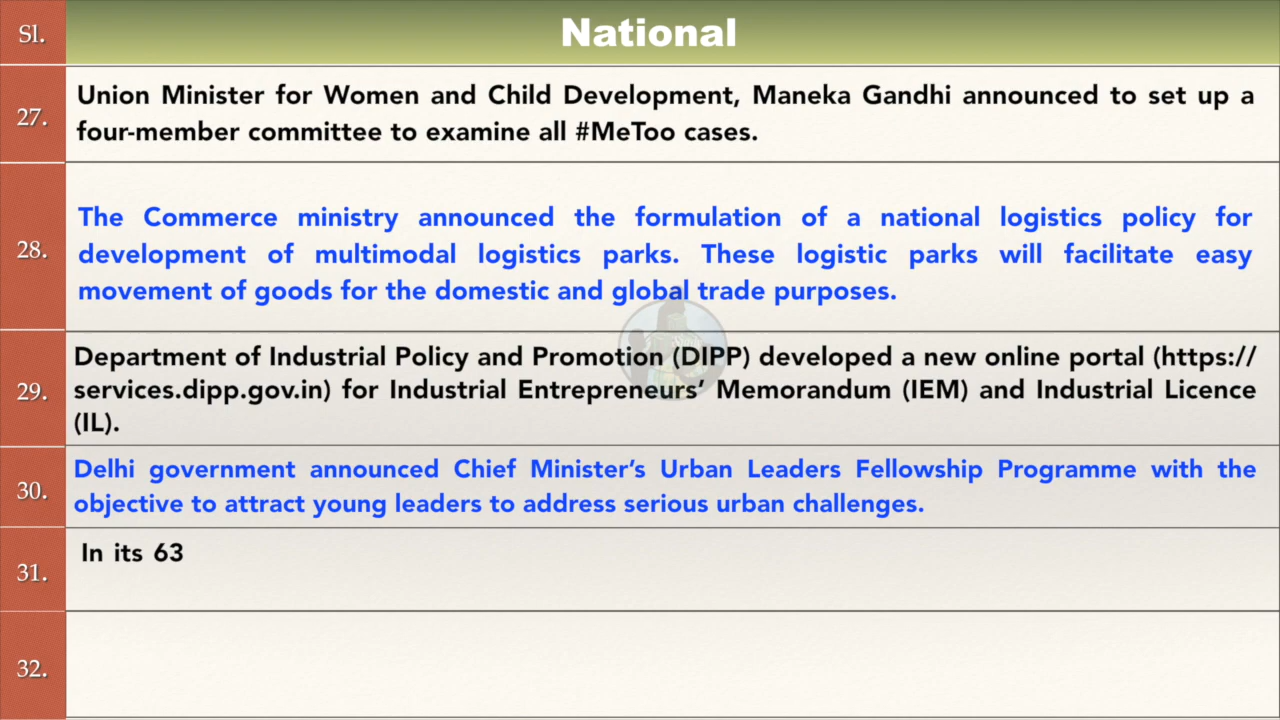 Sl.
National
27.
Union Minister for Women and Child Development, Maneka Gandhi announced to set up a
four-member committee to examine all #MeToo cases.
28.
The Commerce ministry announced the formulation of a national logistics policy for
development of multimodal logistics parks. These logistic parks will facilitate easy
movement of goods for the domestic and global trade purposes.
29.
Department of Industrial Policy and Promotion (DIPP) developed a new online portal (https://
services.dipp.gov.in) for Industrial Entrepreneurs’ Memorandum (IEM) and Industrial Licence
(IL).
30.
Delhi government announced Chief Minister’s Urban Leaders Fellowship Programme with the
objective to attract young leaders to address serious urban challenges.
31.
In its 63
32.